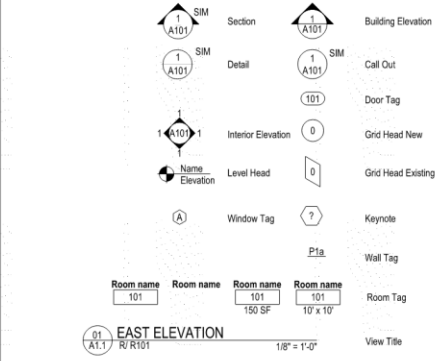 1
A101
SIM
Section
1
A101
Building Elevation
1
A101
SIM
Detail
1
A101
SIM
Call Out
101
Door Tag
1
1 A101 1
1
Interior Elevation
0
Grid Head New
Name
Elevation
Level Head
0
Grid Head Existing
A
Window Tag
?
Keynote
P1a
Wall Tag
Room name Room name Room name Room name
101 101 101
150 SF 10' x 10'
Room Tag
01
A1.1
EAST ELEVATION
R/ R101
1/8" = 1'-0"
View Title